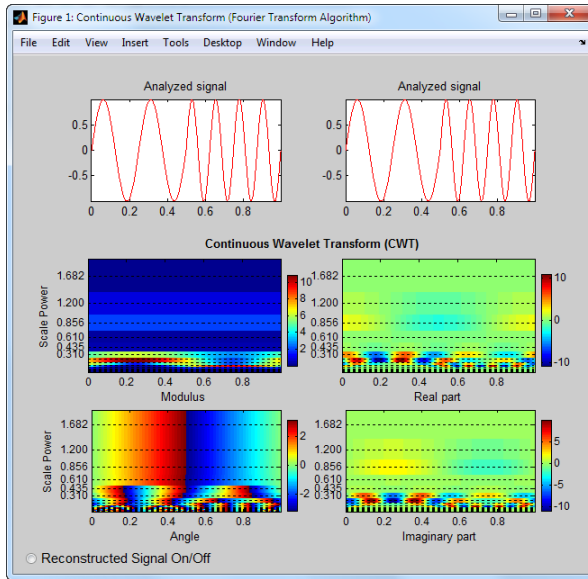 Figure 1: Continuous Wavelet Transform (Fourier Transform Algorithm)
File Edit View Insert Tools Desktop Window Help
Analyzed signal Analyzed signal
0.5 0.5
0 0
-0.5 -0.5
0 0.2 0.4 0.6 0.8 0 0.2 0.4 0.6 0.8
Continuous Wavelet Transform (CWT)
Scale Power
1.682 1.682
1.200 1.200
0.856 0.856
0.610 0.610
0.435 0.435
0.310 0.310
10 10
8
6 0
4
2 -10
0 0.2 0.4 0.6 0.8 0 0.2 0.4 0.6 0.8
Modulus Real part
Scale Power
1.682 1.682
1.200 1.200
0.856 0.856
0.610 0.610
0.435 0.435
0.310 0.310
2 5
0 0
-2 -5
-10
0 0.2 0.4 0.6 0.8 0 0.2 0.4 0.6 0.8
Angle Imaginary part
Reconstructed Signal On/Off